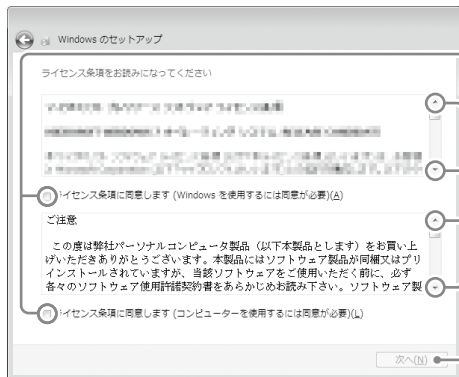 Windows のセットアップ
ライセンス条項をお読みになってください
イセンス条項に同意します (Windows を使用するには同意が必要)(A)
ご注意
この度は弊社パーソナルコンピュータ製品（以下本製品とします）をお買い上
げいただきありがとうございます。本製品にはソフトウェア製品が同梱又はプリ
インストールされていますが、当該ソフトウェアをご使用いただく前に、必ず
各々のソフトウェア使用許諾契約書をあらかじめお読み下さい。ソフトウェア製
イセンス条項に同意します (コンピューターを使用するには同意が必要)(L)
次へ(N)